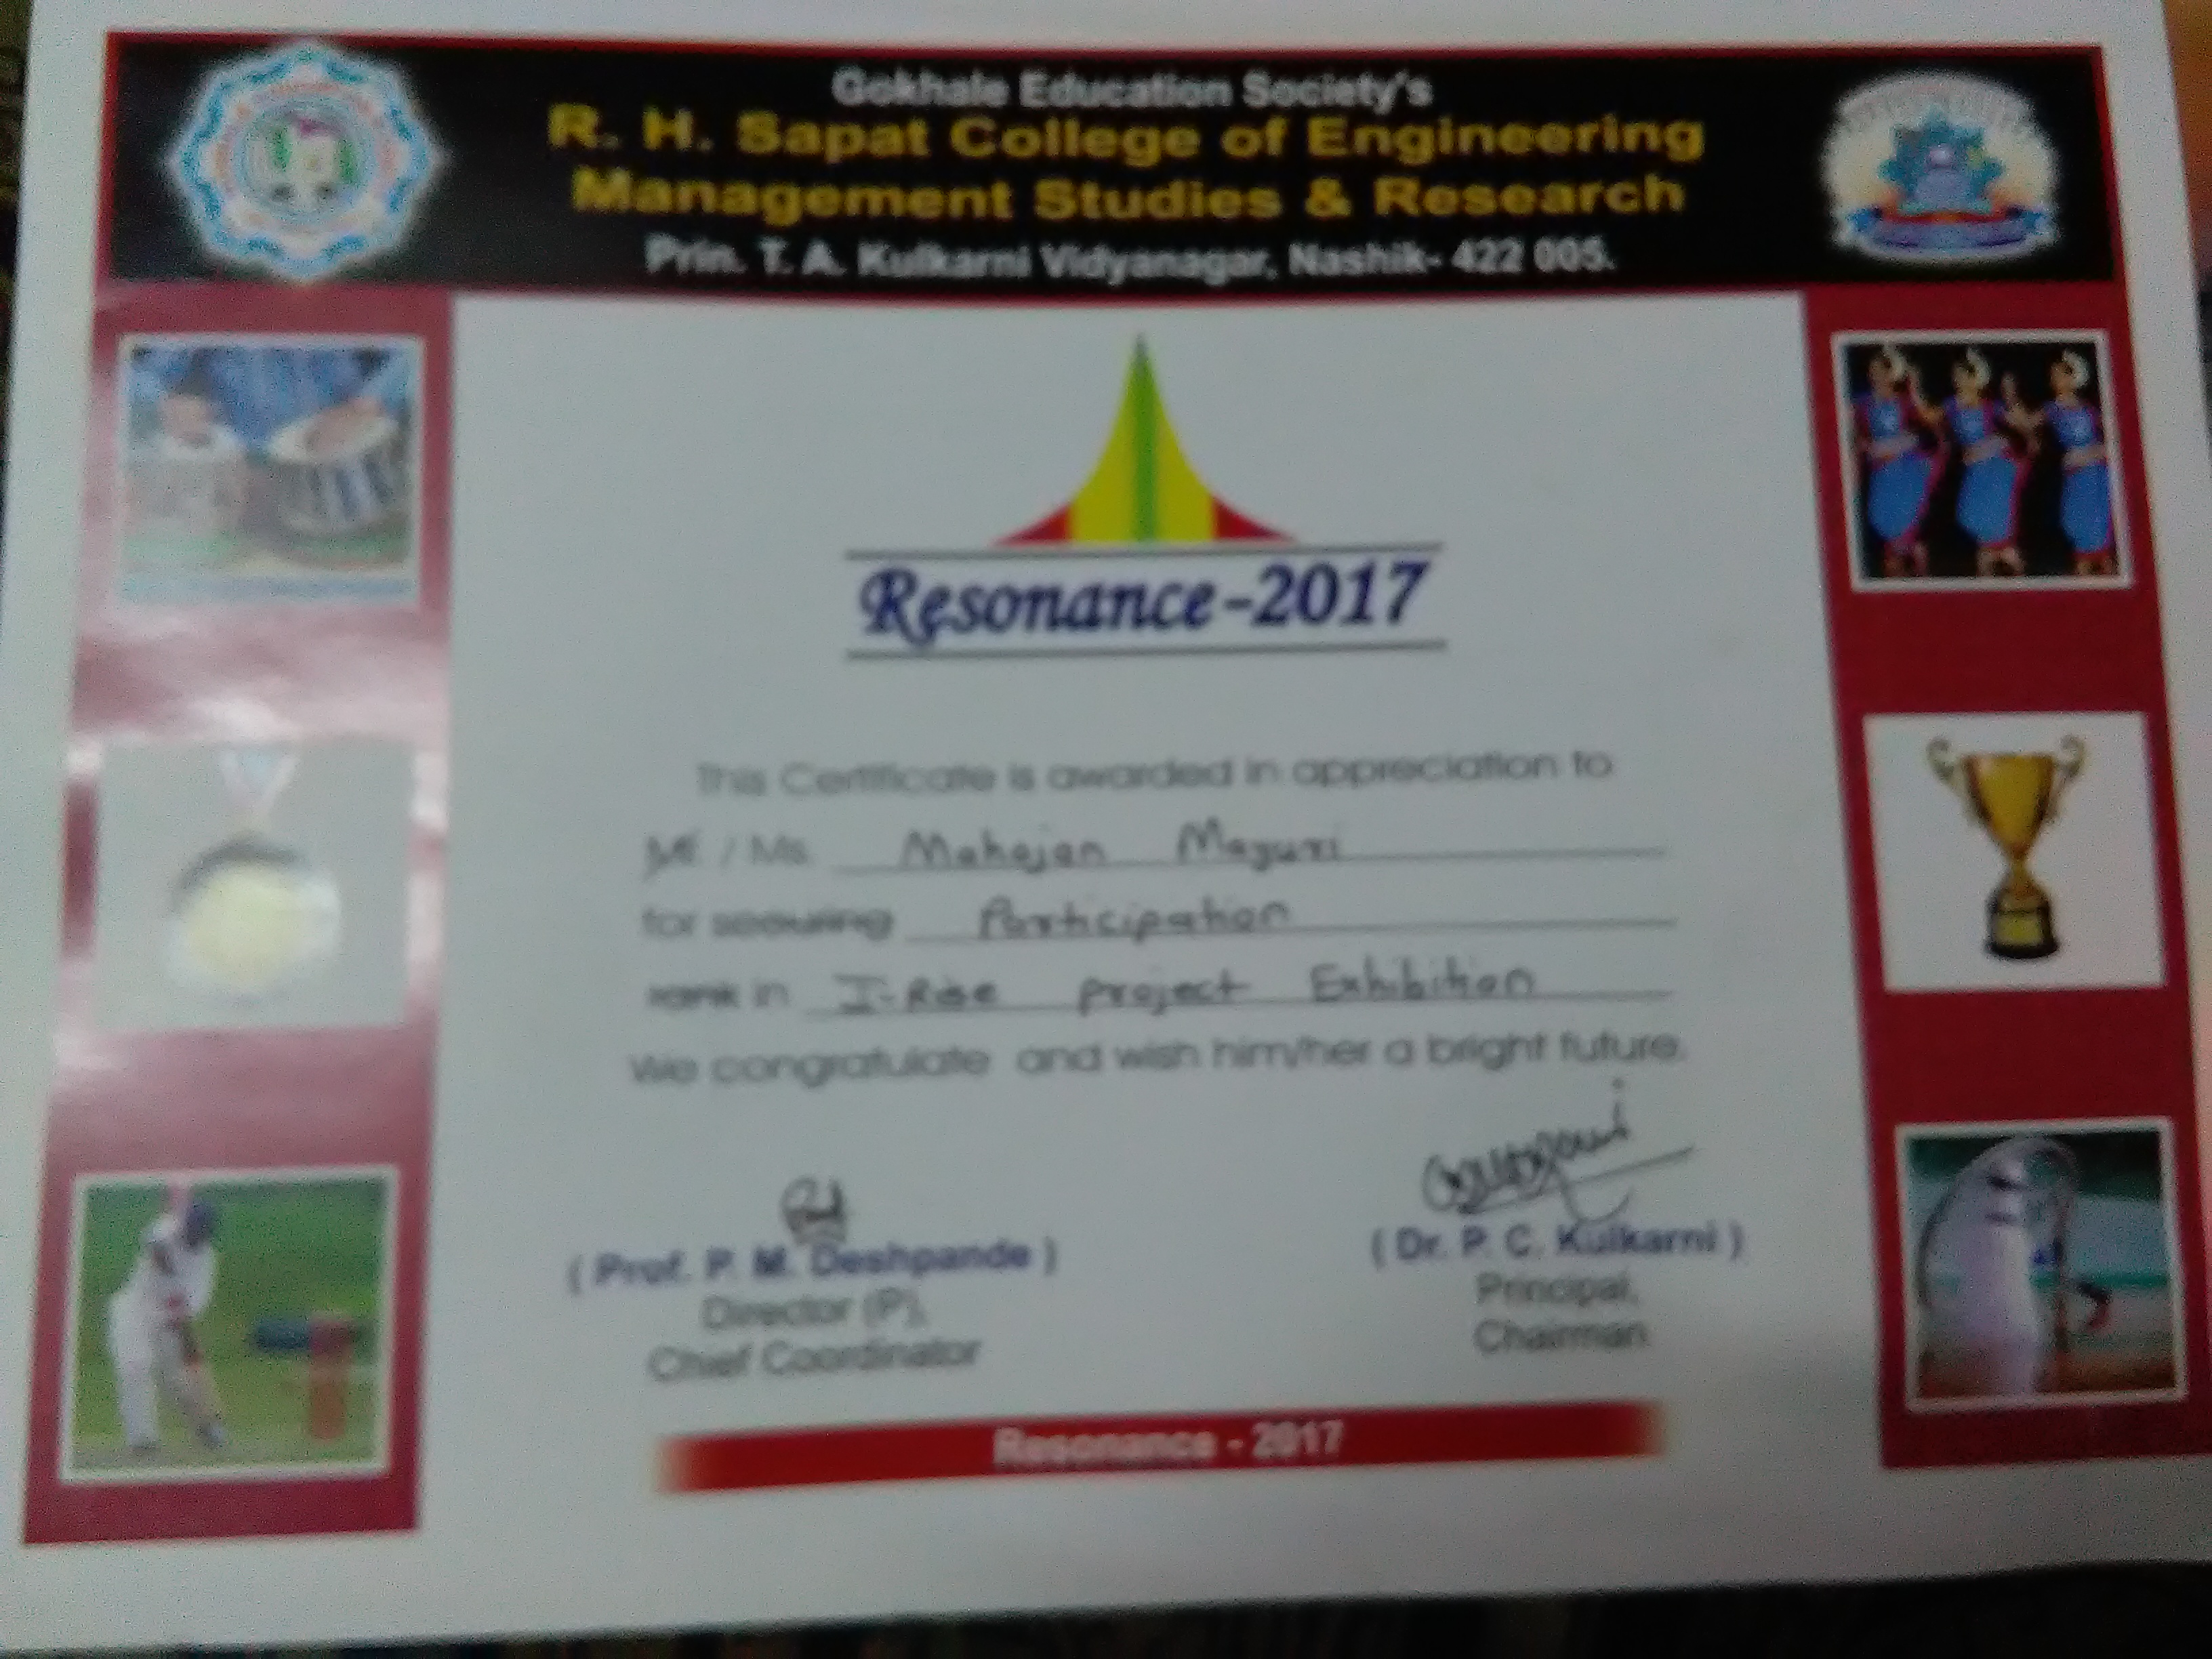 Gokhale Education Society's
R. H. Sapat College of Engineering
Management Studies & Research
Prin. T. A. Kulkarni Vidyanagar, Nashik- 422 005.
Resonance-2017
This Certificate is awarded in appreciation to
Mr. / Ms. Mahajan Mayuri
for securing Participation
rank in I-Rise project Exhibition
We congratulate and wish him/her a bright future.
( Prof. P. M. Deshpande )
( Dr. P. C. Kulkarni )
Director (P),
Principal,
Chief Coordinator
Chairman
Resonance - 2017